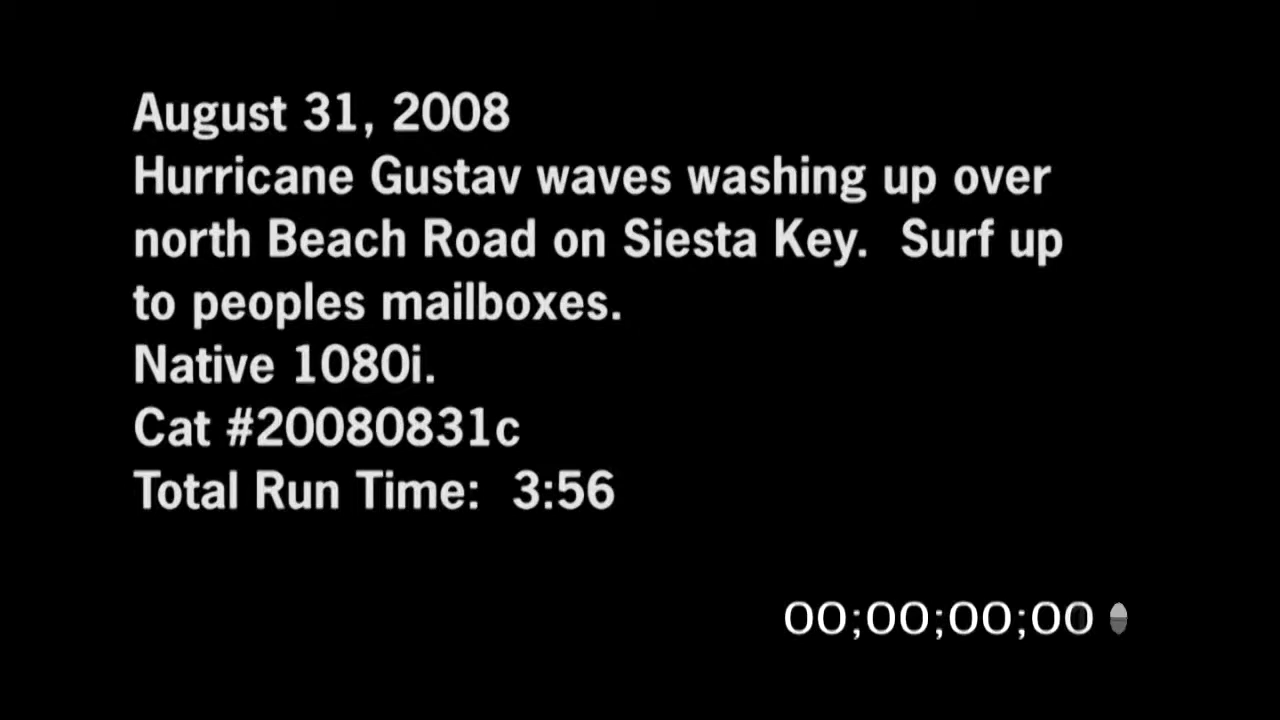 August 31, 2008
Hurricane Gustav waves washing up over
north Beach Road on Siesta Key.  Surf up
to peoples mailboxes.
Native 1080i.
Cat #20080831c
Total Run Time:  3:56
00;00;00;00